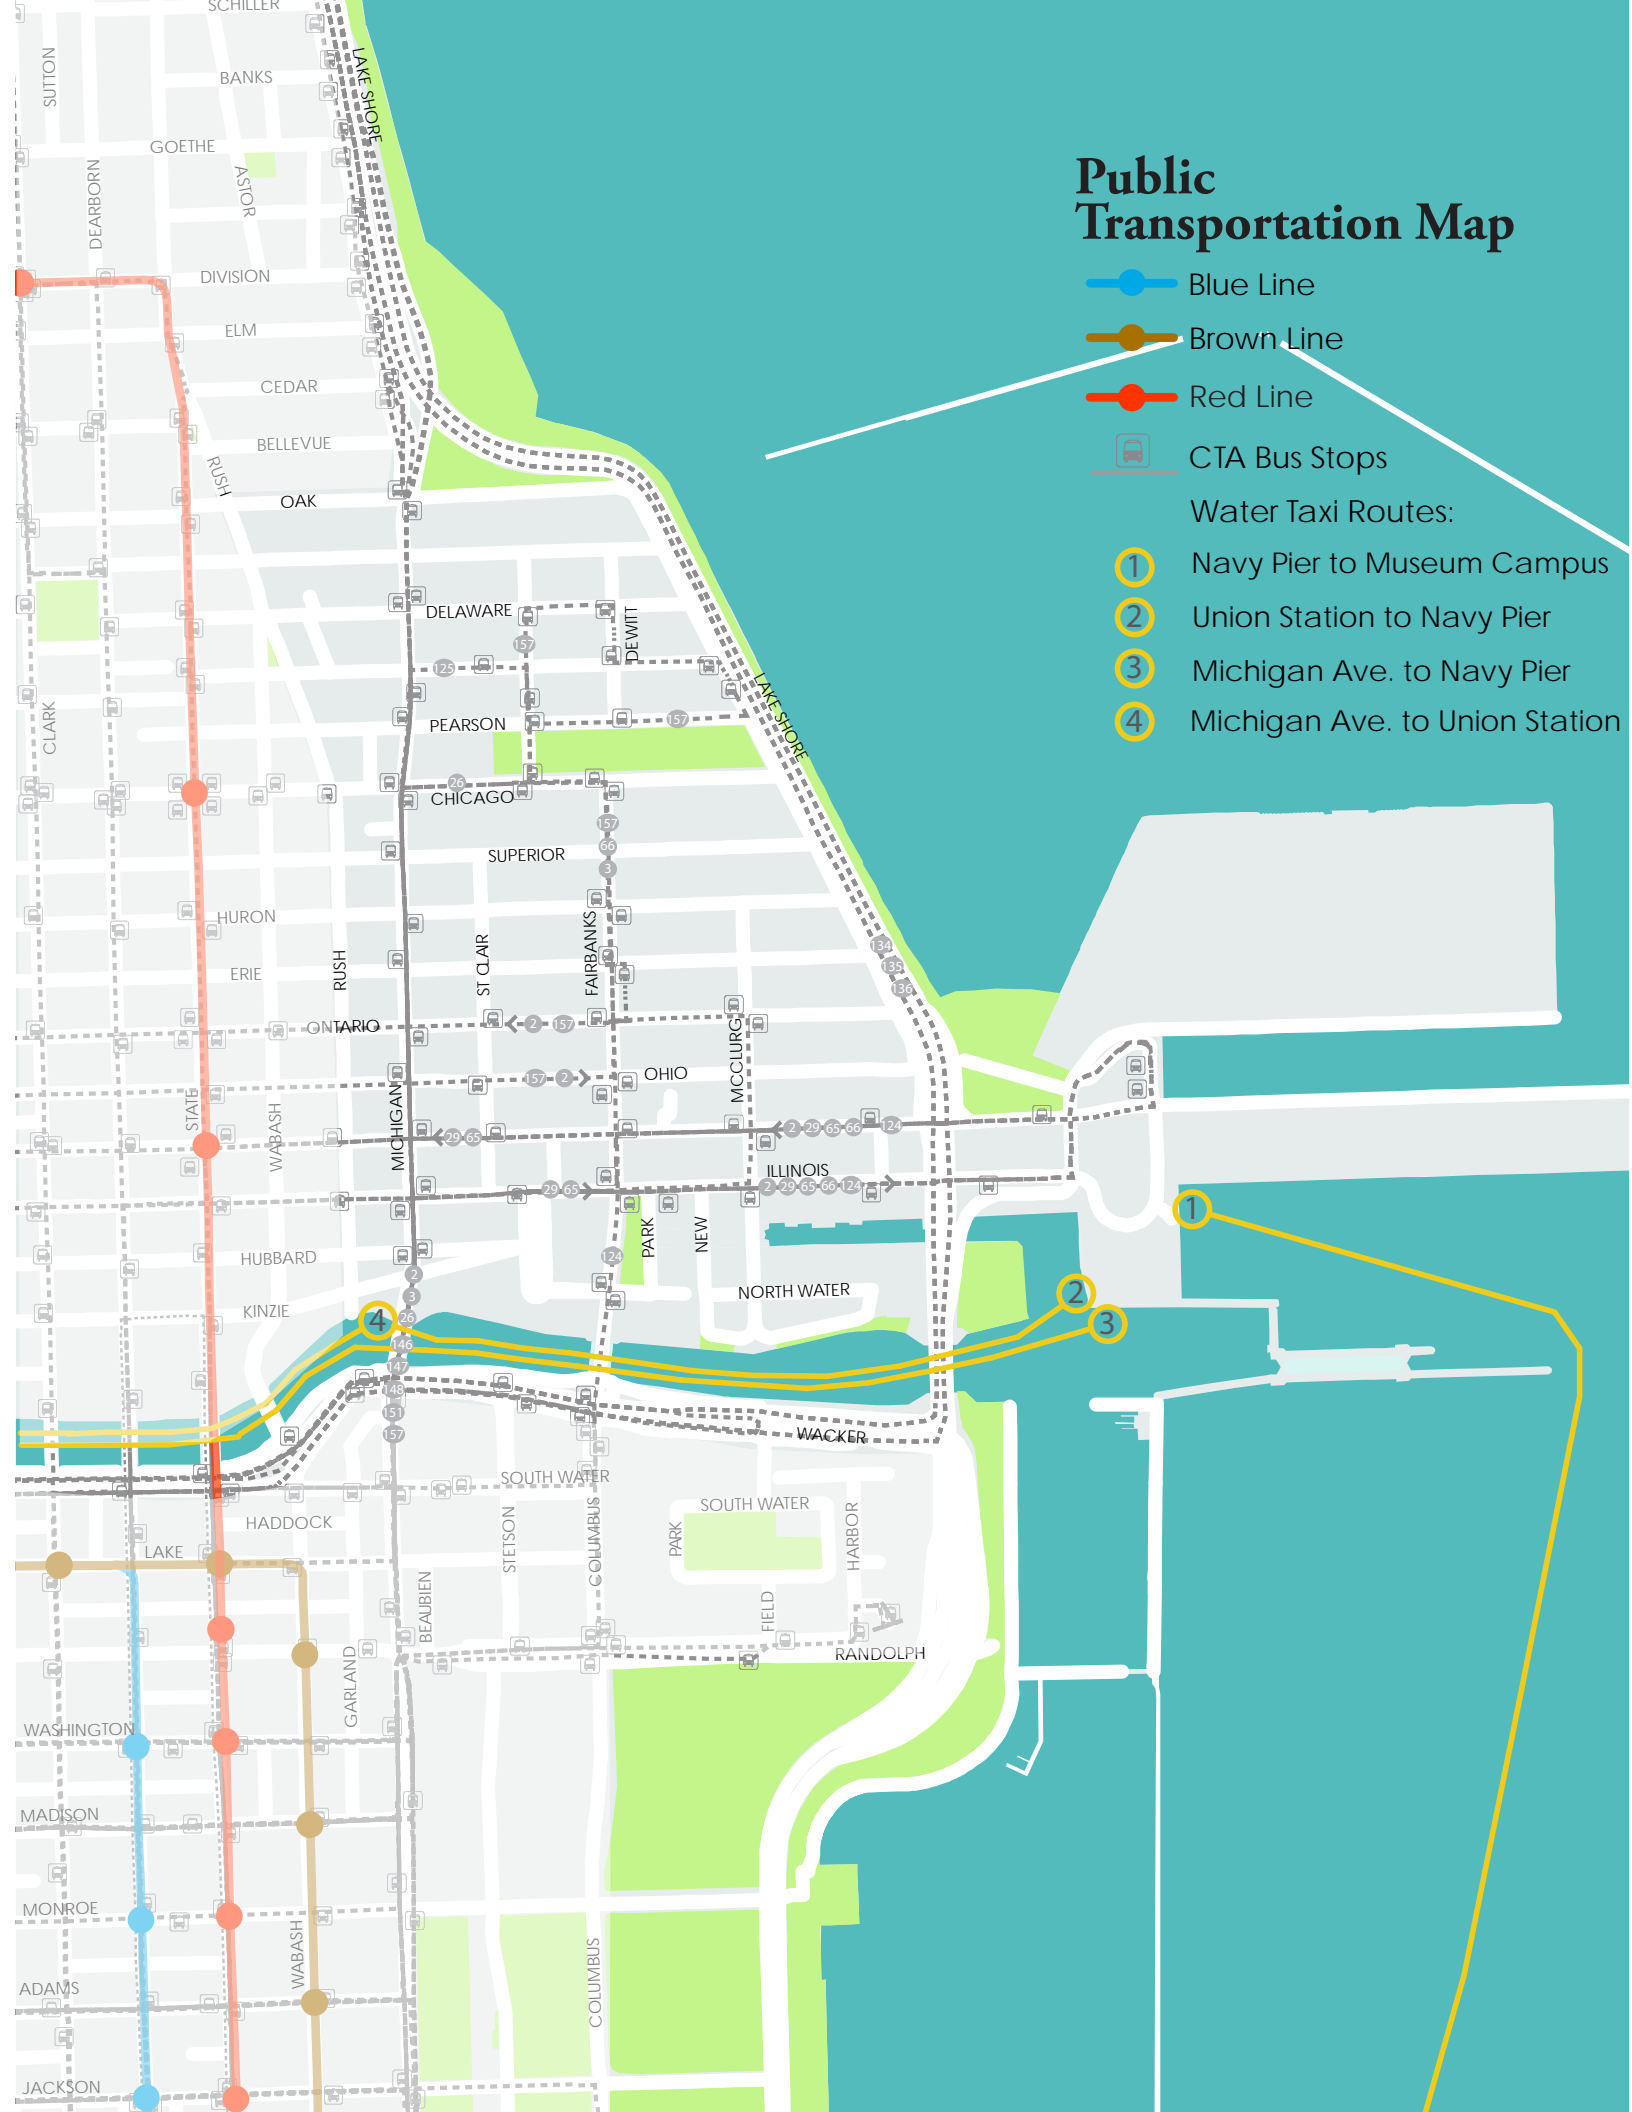 SCHILLER
LAKE SHORE
SUTTON
BANKS
GOETHE
DEARBORN
ASTOR
Public
Transportation Map
DIVISION
Blue Line
ELM
Brown Line
CEDAR
Red Line
BELLEVUE
CTA Bus Stops
RUSH
OAK
Water Taxi Routes:
1 Navy Pier to Museum Campus
2 Union Station to Navy Pier
3 Michigan Ave. to Navy Pier
4 Michigan Ave. to Union Station
DELAWARE
DEWITT
157
125
LAKE SHORE
CLARK
PEARSON
157
26
CHICAGO
157
66
3
SUPERIOR
HURON
FAIRBANKS
ST CLAIR
RUSH
134
135
136
ERIE
ONTARIO
2 157
MCCLURG
157 2
OHIO
STATE
WABASH
MICHIGAN
29 65
2 29 65 66 124
ILLINOIS
29 65
2 29 65 66 124
1
PARK
NEW
124
HUBBARD
2
3
26
146
147
148
151
157
NORTH WATER
KINZIE
4
2
3
WACKER
SOUTH WATER
SOUTH WATER
HADDOCK
PARK
HARBOR
STETSON
COLUMBUS
LAKE
BEAUBIEN
FIELD
RANDOLPH
GARLAND
WASHINGTON
MADISON
MONROE
WABASH
COLUMBUS
ADAMS
JACKSON